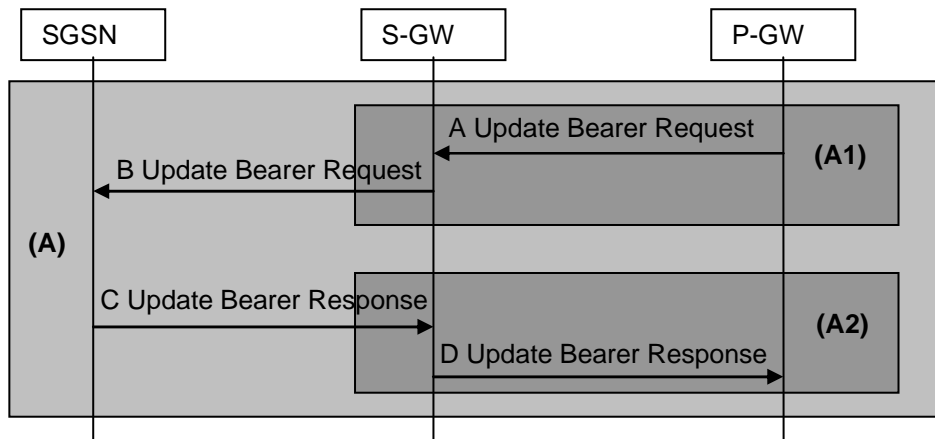 SGSN
S-GW
P-GW
A Update Bearer Request
(A1)
B Update Bearer Request
(A)
C Update Bearer Response
(A2)
D Update Bearer Response